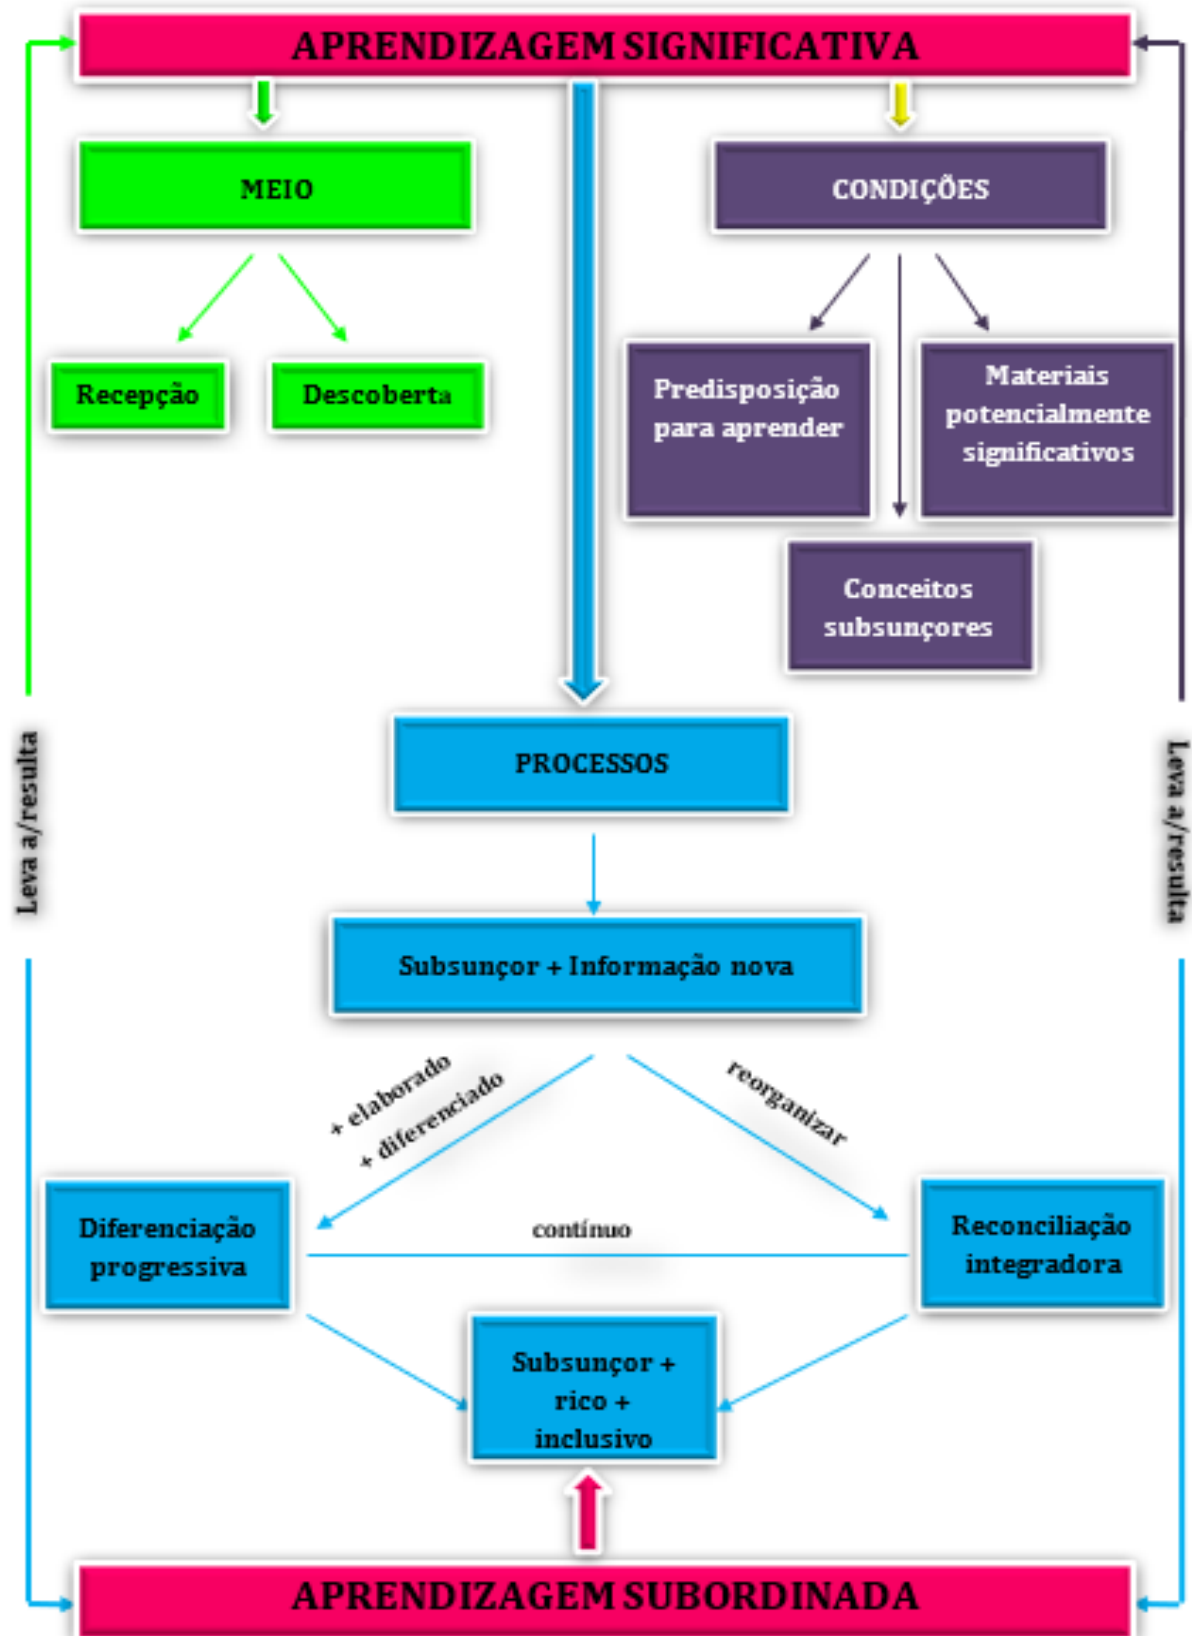 APRENDIZAGEM SIGNIFICATIVA
MEIO
CONDIÇÕES
Recepção
Descoberta
Predisposição
para aprender
Materiais
potencialmente
significativos
Conceitos
subsunçores
PROCESSOS
Leva a/resulta
Leva a/resulta
Subsunçor + Informação nova
+ elaborado
+ diferenciado
reorganizar
Diferenciação
progressiva
contínuo
Reconciliação
integradora
Subsunçor +
rico +
inclusivo
APRENDIZAGEM SUBORDINADA